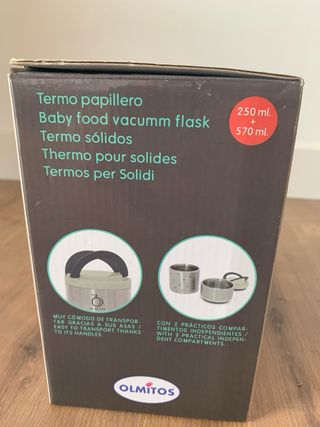 Termo papillero
Baby food vacumm flask
Termo sólidos
Thermo pour solides
Termos per Solidi
250 ml.
+
570 ml.
MUY CÓMODO DE TRANSPOR-
TAR GRACIAS A SUS ASAS /
EASY TO TRANSPORT THANKS
TO ITS HANDLES.
CON 2 PRÁCTICOS COMPAR-
TIMENTOS INDEPENDIENTES /
WITH 2 PRACTICAL INDEPEN-
DENT COMPARTMENTS.
OLMITOS